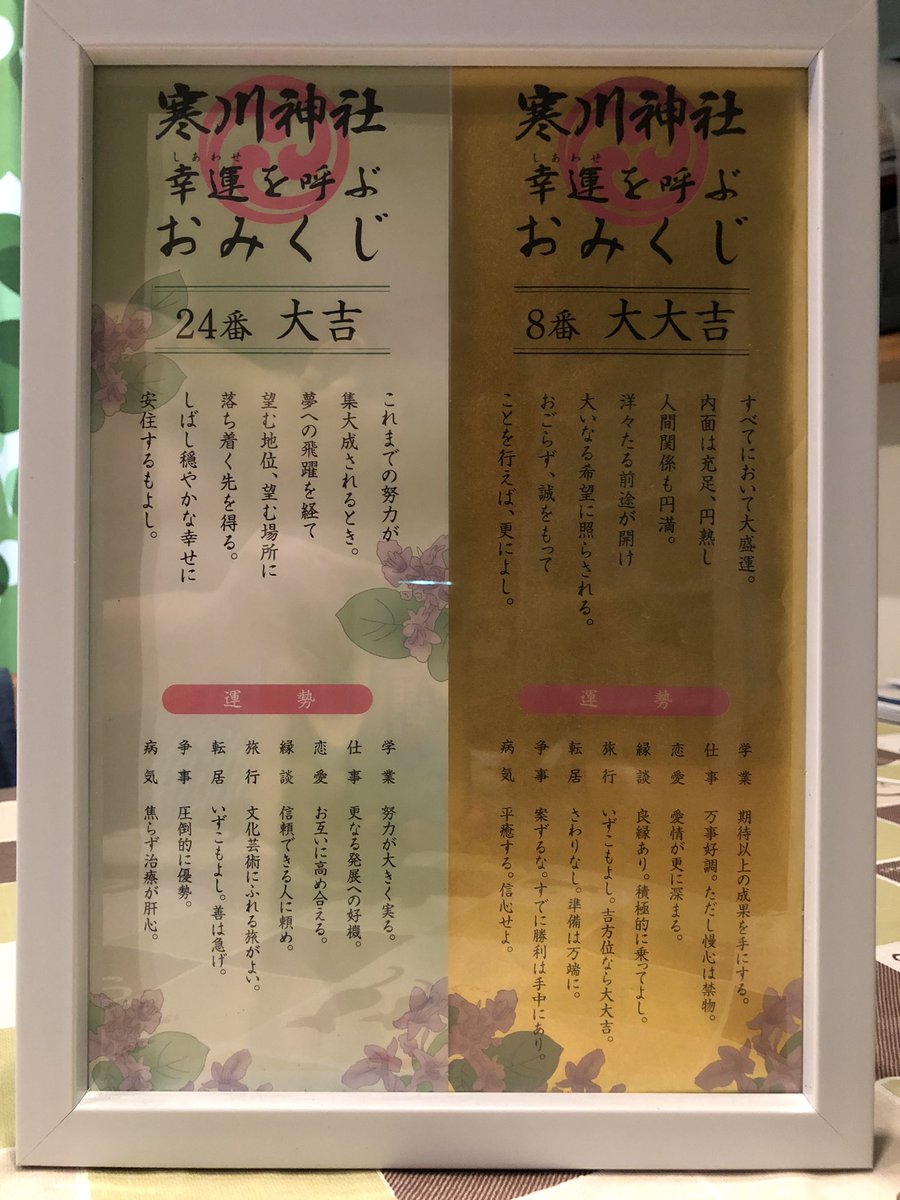 寒川神社
しあわせ
幸運を呼ぶ
おみくじ
8番 大大吉
すべてにおいて大盛運。
内面は充足、円熟し
人間関係も円満。
洋々たる前途が開け
大いなる希望に照らされる。
おごらず、誠をもって
ことを行えば、更によし。
運勢
学業 期待以上の成果を手にする。
仕事 万事好調。ただし慢心は禁物。
恋愛 愛情が更に深まる。
縁談 良縁あり。積極的に乗ってよし。
旅行 いずこもよし。吉方位なら大大吉。
転居 さわりなし。準備は万端に。
争事 案ずるな。すでに勝利は手中にあり。
病気 平癒する。信心せよ。
寒川神社
しあわせ
幸運を呼ぶ
おみくじ
24番 大吉
これまでの努力が
集大成されるとき。
夢への飛躍を経て
望む地位、望む場所に
落ち着く先を得る。
しばし穏やかな幸せに
安住するもよし。
運勢
学業 努力が大きく実る。
仕事 更なる発展への好機。
恋愛 お互いに高め合える。
縁談 信頼できる人に頼め。
旅行 文化芸術にふれる旅がよい。
転居 いずこもよし。善は急げ。
争事 圧倒的に優勢。
病気 焦らず治療が肝心。